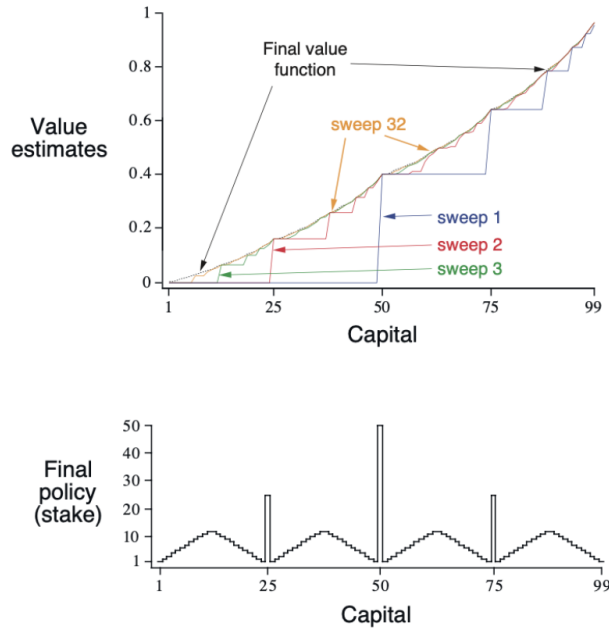 1
Final value
function
0.8
0.6
Value
estimates
sweep 32
0.4
sweep 1
0.2
sweep 2
sweep 3
0
1 25 50 75 99
Capital
50
40
Final
policy
(stake)
30
20
10
1
1 25 50 75 99
Capital